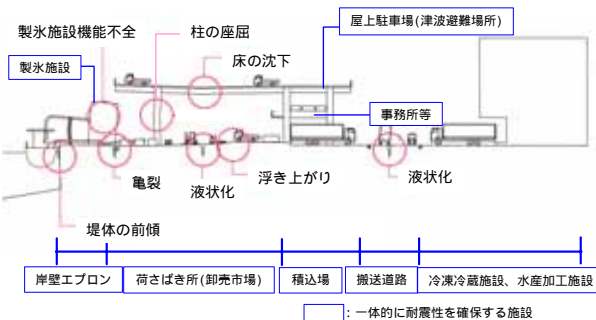 製氷施設機能不全
柱の座屈
屋上駐車場(津波避難場所)
製氷施設
床の沈下
事務所等
亀裂
液状化
浮き上がり
液状化
堤体の前傾
岸壁エプロン
荷さばき所(卸売市場)
積込場
搬送道路
冷凍冷蔵施設、水産加工施設
：一体的に耐震性を確保する施設